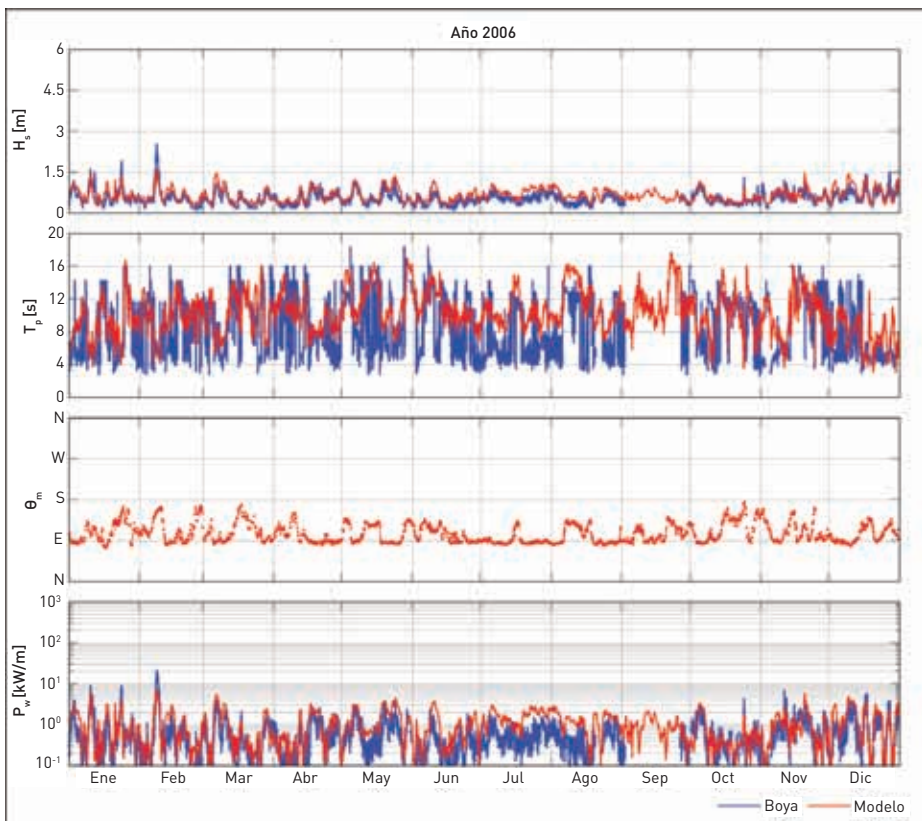 Año 2006
H_s [m]
6
4.5
3
1.5
0
T_p [s]
20
16
12
8
4
0
θ_m
N
W
S
E
N
P_w [kW/m]
10^3
10^2
10^1
10^0
10^-1
Ene Feb Mar Abr May Jun Jul Ago Sep Oct Nov Dic
Boya Modelo